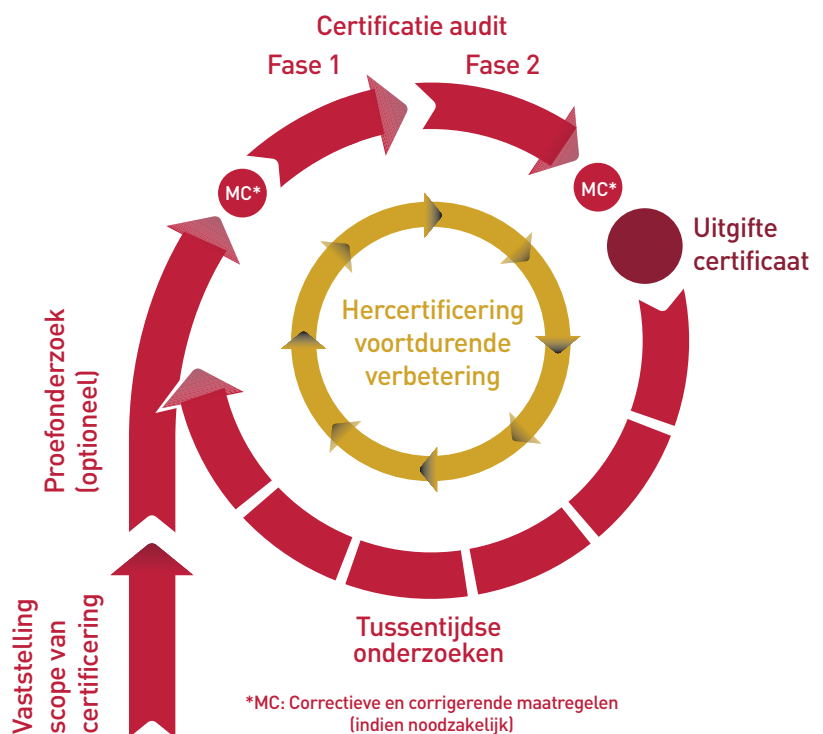 Certificatie audit
Fase 1
Fase 2
MC*
MC*
Uitgifte
certificaat
Hercertificering
voortdurende
verbetering
Proefonderzoek
(optioneel)
Vaststelling
scope van
certificering
Tussentijdse
onderzoeken
*MC: Correctieve en corrigerende maatregelen
(indien noodzakelijk)